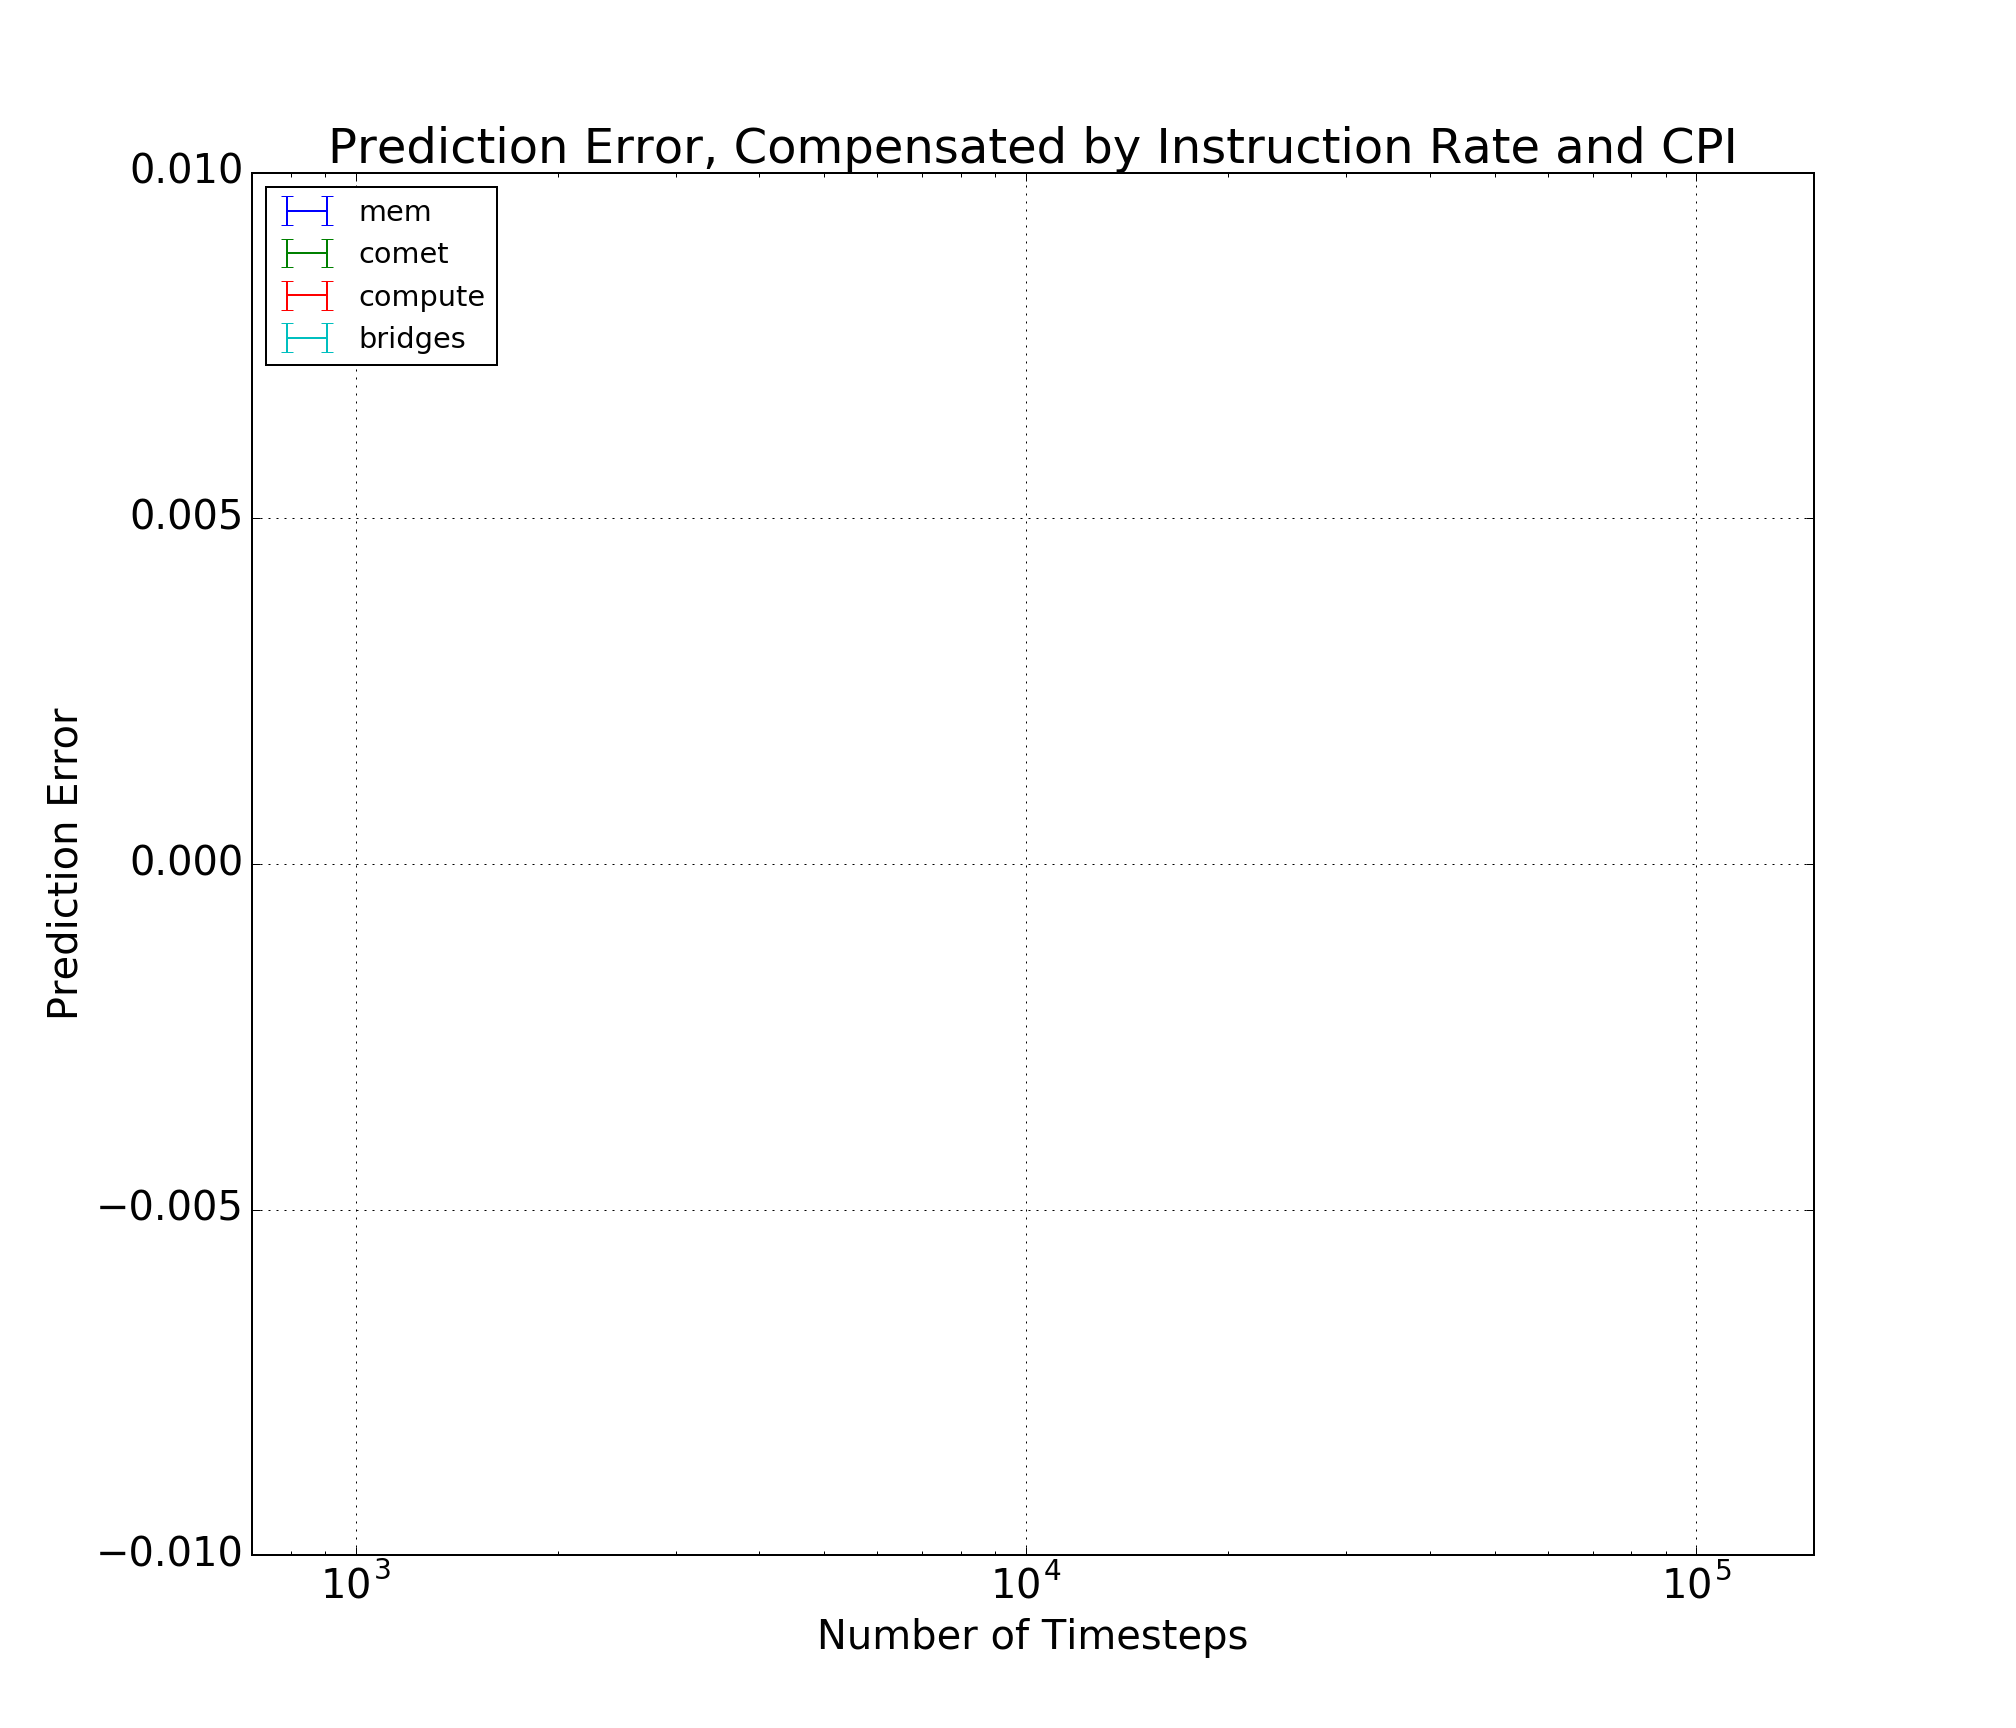 Prediction Error, Compensated by Instruction Rate and CPI
0.010
mem
comet
compute
bridges
0.005
0.000
−0.005
−0.010
Prediction Error
10³ 10⁴ 10⁵
Number of Timesteps